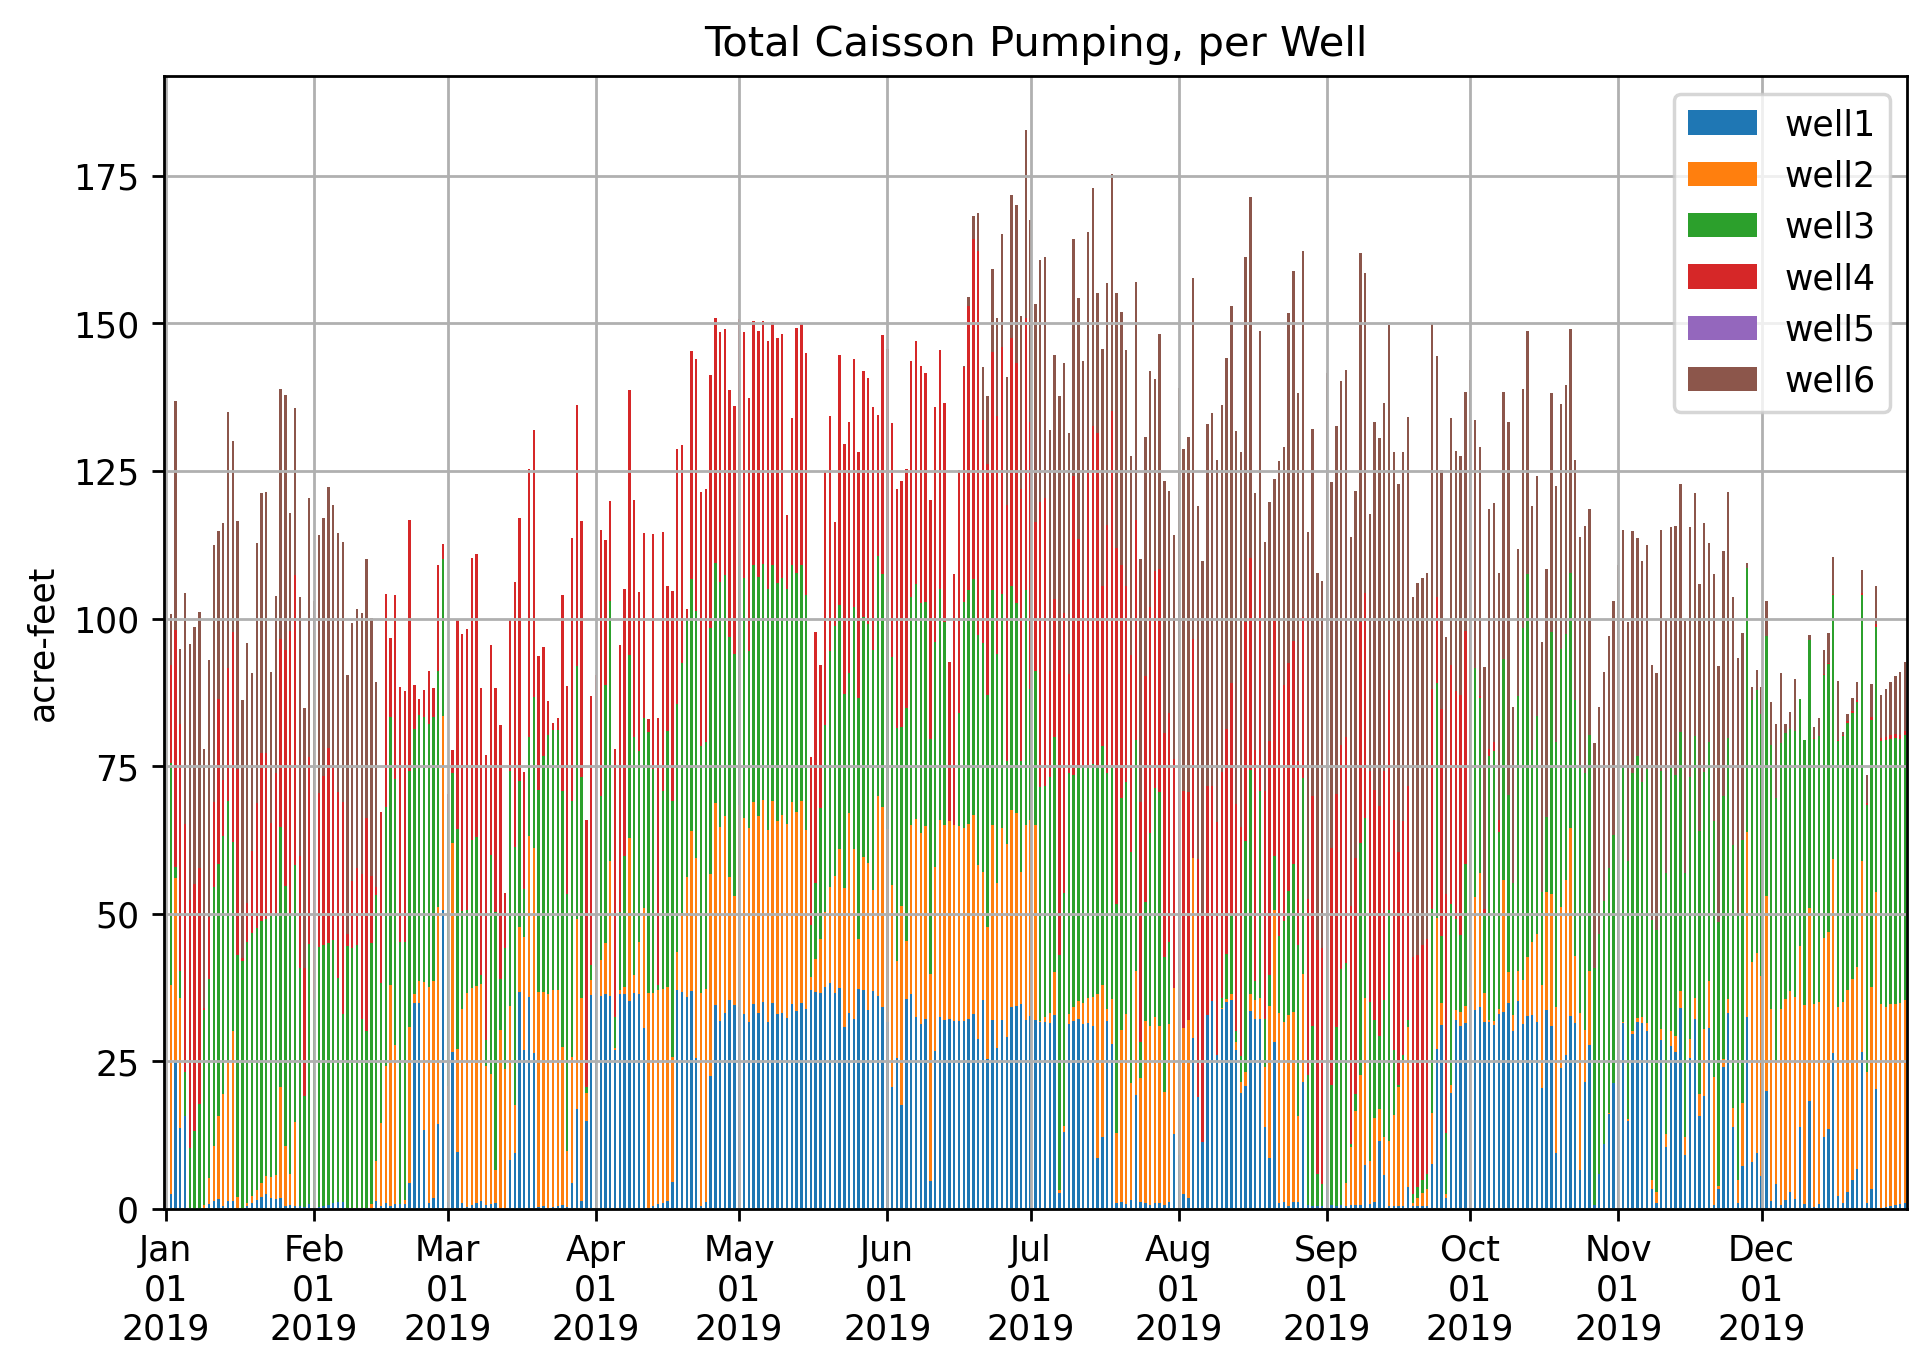 Total Caisson Pumping, per Well
acre-feet
175
150
125
100
75
50
25
0
well1
well2
well3
well4
well5
well6
Jan Feb Mar Apr May Jun Jul Aug Sep Oct Nov Dec
01 01 01 01 01 01 01 01 01 01 01 01
2019 2019 2019 2019 2019 2019 2019 2019 2019 2019 2019 2019